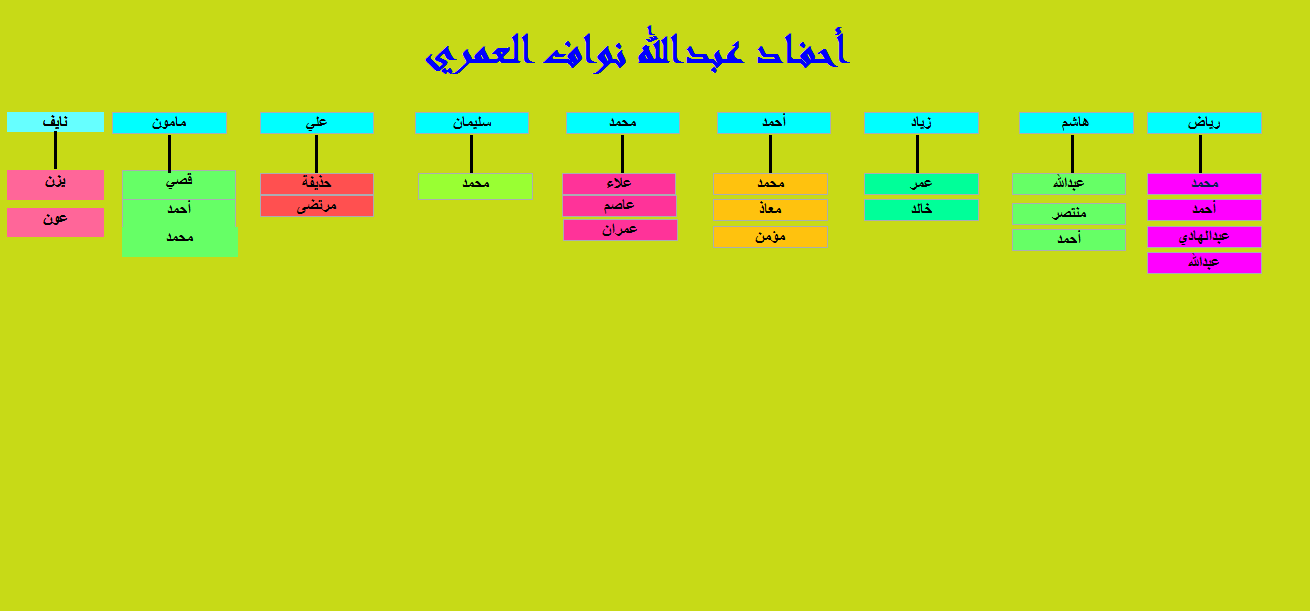 أحفاد عبدالله نواف العمري
رياض هاشم زياد أحمد محمد سليمان علي مامون نايف
محمد عبدالله عمر محمد علاء محمد حذيفة قصي يزن
أحمد منتصر خالد معاذ عاصم مرتضى أحمد عون
عبدالهادي أحمد مؤمن عمران محمد
عبدالله